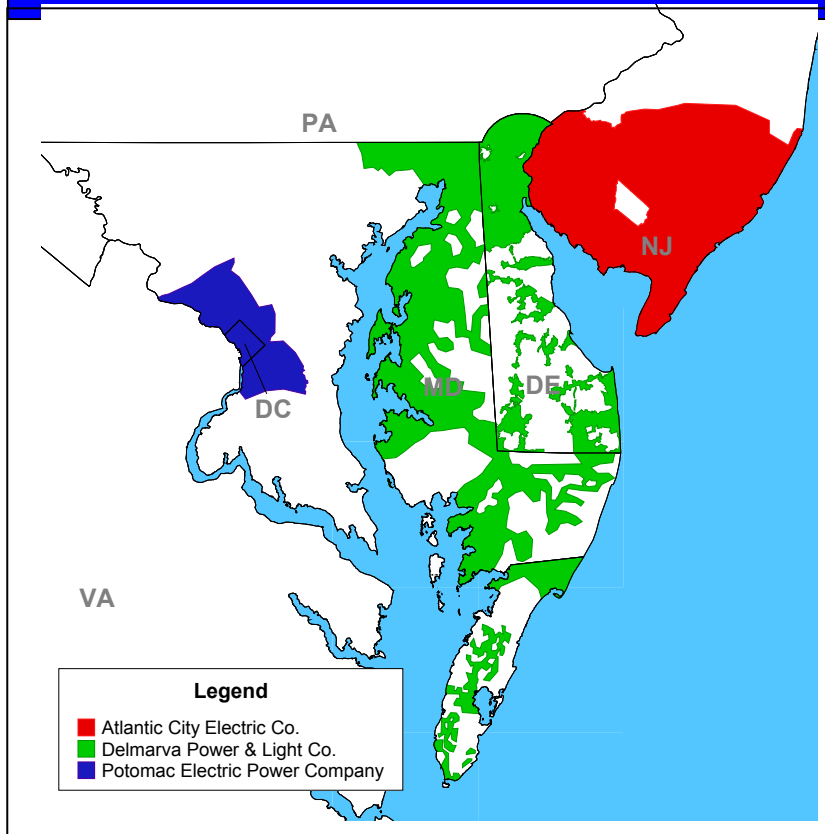 PA
NJ
MD
DE
DC
VA
Legend
Atlantic City Electric Co.
Delmarva Power & Light Co.
Potomac Electric Power Company